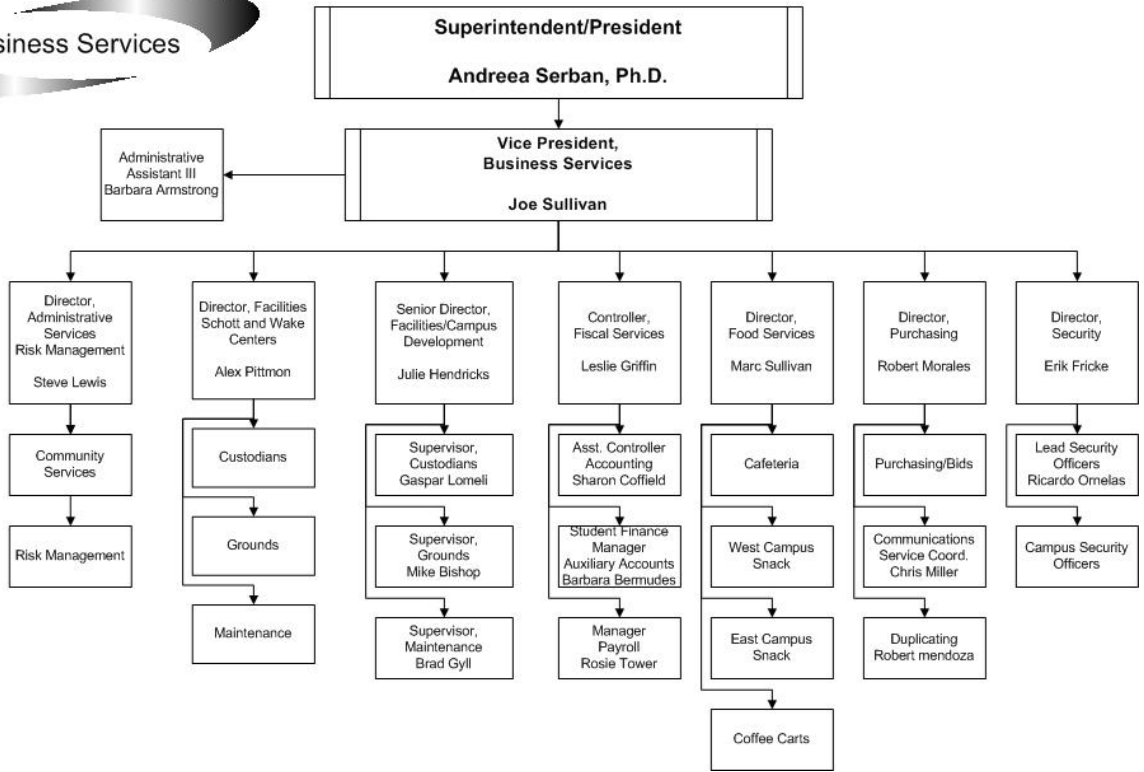 siness Services
Superintendent/President
Andreea Serban, Ph.D.
Vice President,
Business Services
Joe Sullivan
Administrative
Assistant III
Barbara Armstrong
Director,
Administrative
Services
Risk Management
Steve Lewis
Director, Facilities
Schott and Wake
Centers
Alex Pittmon
Senior Director,
Facilities/Campus
Development
Julie Hendricks
Controller,
Fiscal Services
Leslie Griffin
Director,
Food Services
Marc Sullivan
Director,
Purchasing
Robert Morales
Director,
Security
Erik Fricke
Community
Services
Risk Management
Custodians
Grounds
Maintenance
Supervisor,
Custodians
Gaspar Lomeli
Supervisor,
Grounds
Mike Bishop
Supervisor,
Maintenance
Brad Gyll
Asst. Controller
Accounting
Sharon Coffield
Student Finance
Manager
Auxiliary Accounts
Barbara Bermudes
Manager
Payroll
Rosie Tower
Cafeteria
West Campus
Snack
East Campus
Snack
Coffee Carts
Purchasing/Bids
Communications
Service Coord.
Chris Miller
Duplicating
Robert mendoza
Lead Security
Officers
Ricardo Ornelas
Campus Security
Officers